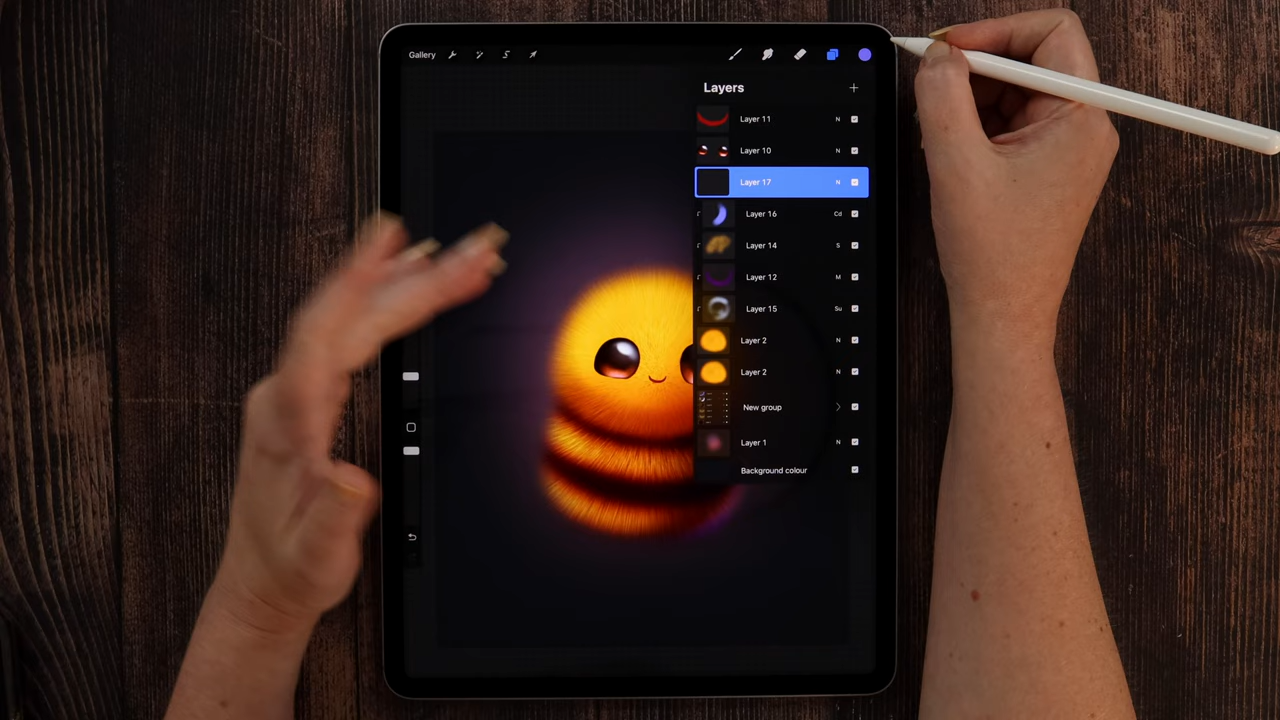 Gallery
Layers
Layer 11 N
Layer 10 N
Layer 17 N
Layer 16 Cd
Layer 14 S
Layer 12 M
Layer 15 Su
Layer 2 N
Layer 2 N
New group
Layer 1 N
Background colour